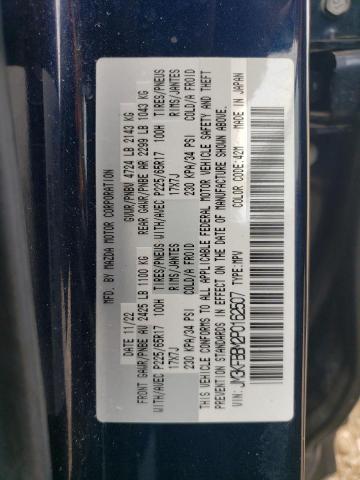 MFD. BY MAZDA MOTOR CORPORATION
DATE 11/22 GVWR/PNBV 4724 LB 2143 KG
FRONT GAWR/PNBE AV 2425 LB 1100 KG REAR GAWR/PNBE AR 2299 LB 1043 KG
WITH/AVEC P225/65R17 100H TIRES/PNEUS WITH/AVEC P225/65R17 100H TIRES/PNEUS
17X7J RIMS/JANTES 17X7J RIMS/JANTES
230 KPA/34 PSI COLD/A FROID 230 KPA/34 PSI COLD/A FROID
THIS VEHICLE CONFORMS TO ALL APPLICABLE FEDERAL MOTOR VEHICLE SAFETY AND THEFT
PREVENTION STANDARDS IN EFFECT ON THE DATE OF MANUFACTURE SHOWN ABOVE.
VIN: TYPE:MPV COLOR CODE:42M MADE IN JAPAN